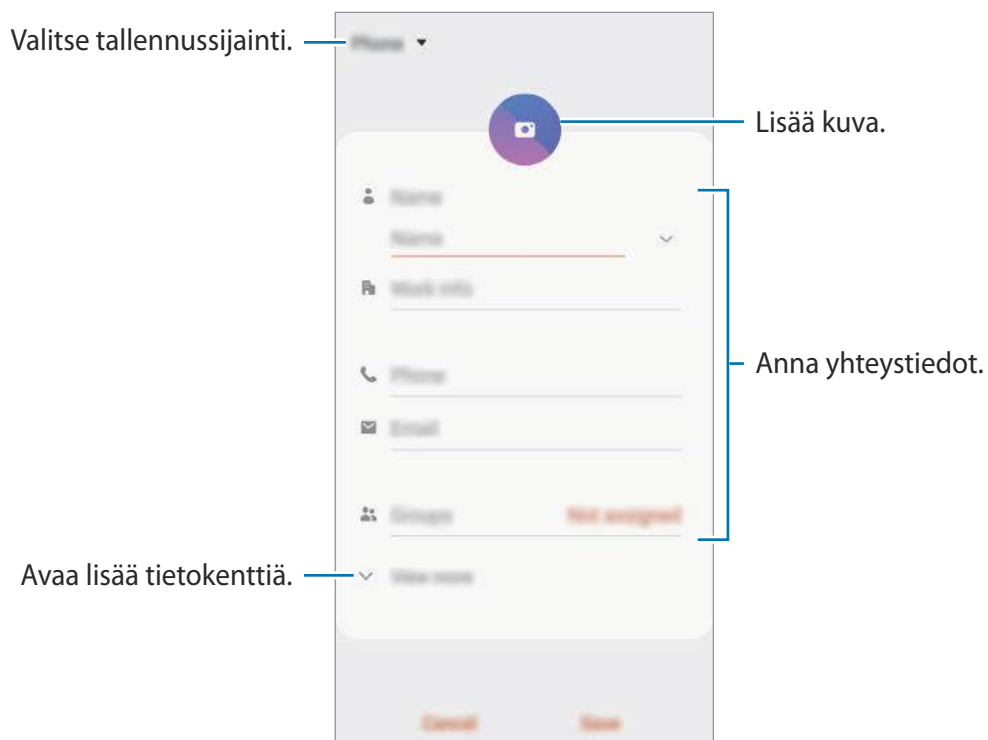 Valitse tallennussijainti.
Phone
Lisää kuva.
Name
Name
Work info
Phone
Anna yhteystiedot.
Email
Groups
Not assigned
Avaa lisää tietokenttiä.
View more
Cancel
Save